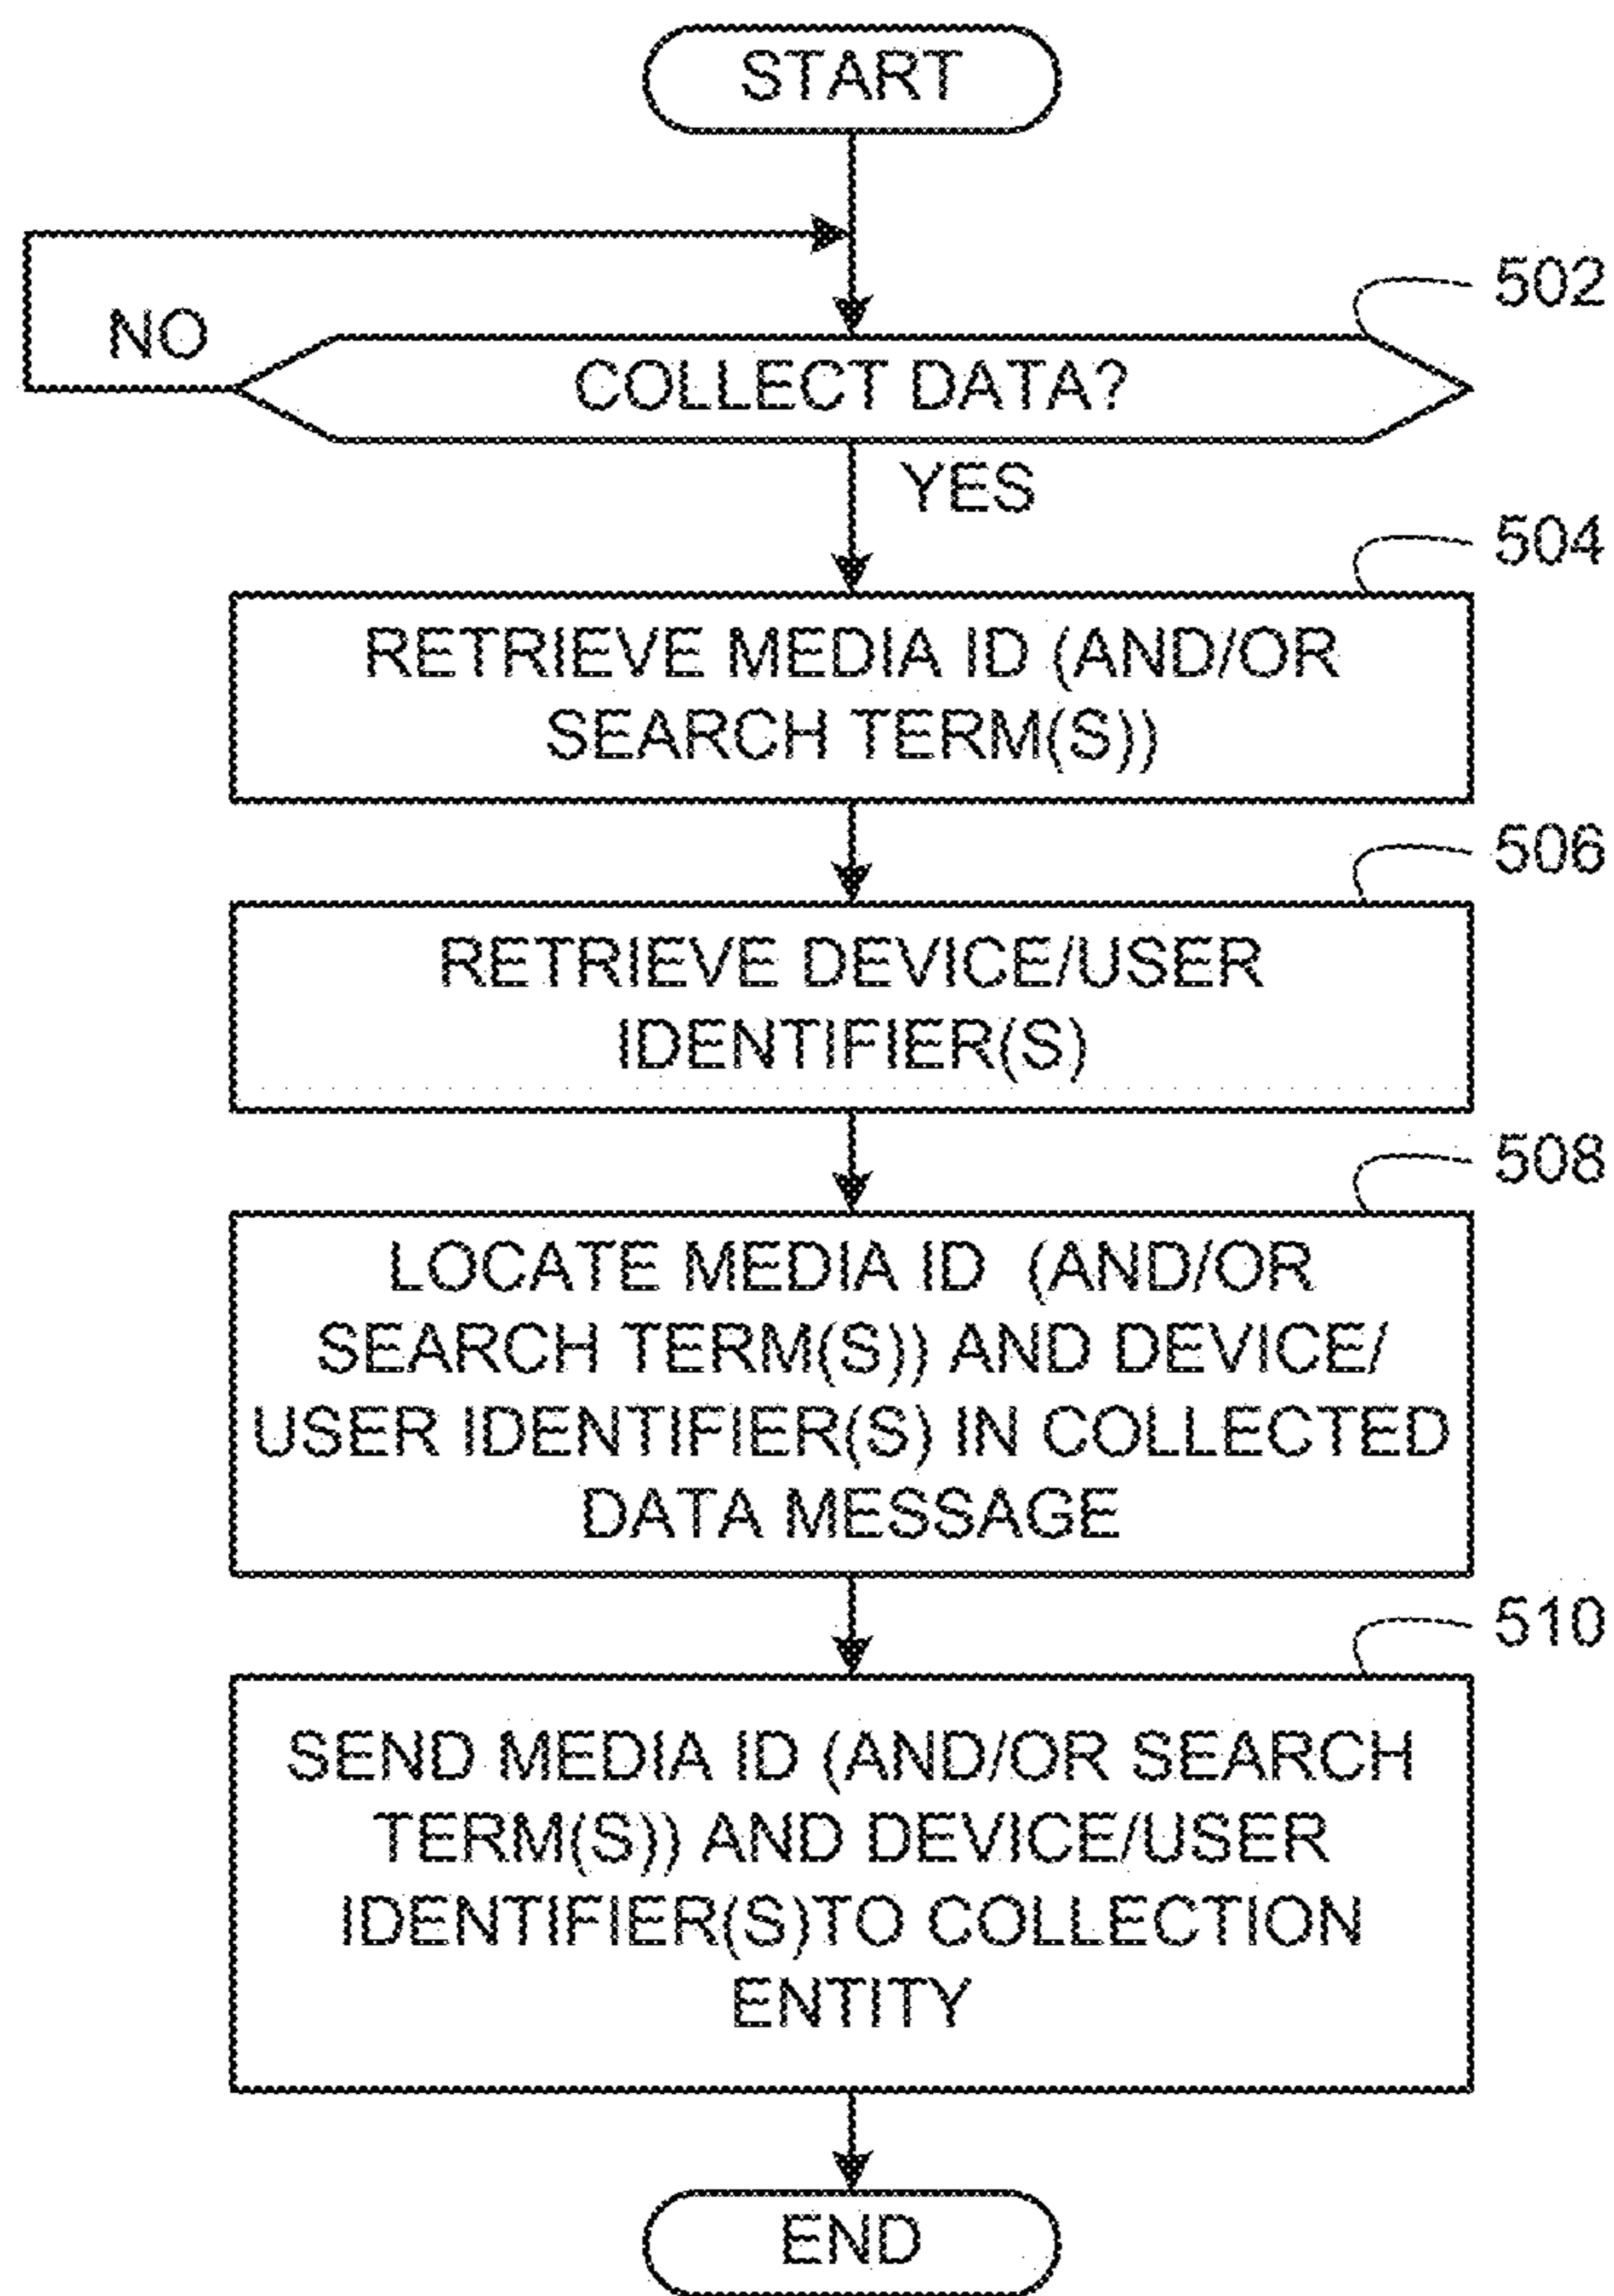 START
502
NO
COLLECT DATA?
YES
504
RETRIEVE MEDIA ID (AND/OR
SEARCH TERM(S))
506
RETRIEVE DEVICE/USER
IDENTIFIER(S)
508
LOCATE MEDIA ID (AND/OR
SEARCH TERM(S)) AND DEVICE/
USER IDENTIFIER(S) IN COLLECTED
DATA MESSAGE
510
SEND MEDIA ID (AND/OR SEARCH
TERM(S)) AND DEVICE/USER
IDENTIFIER(S)TO COLLECTION
ENTITY
END